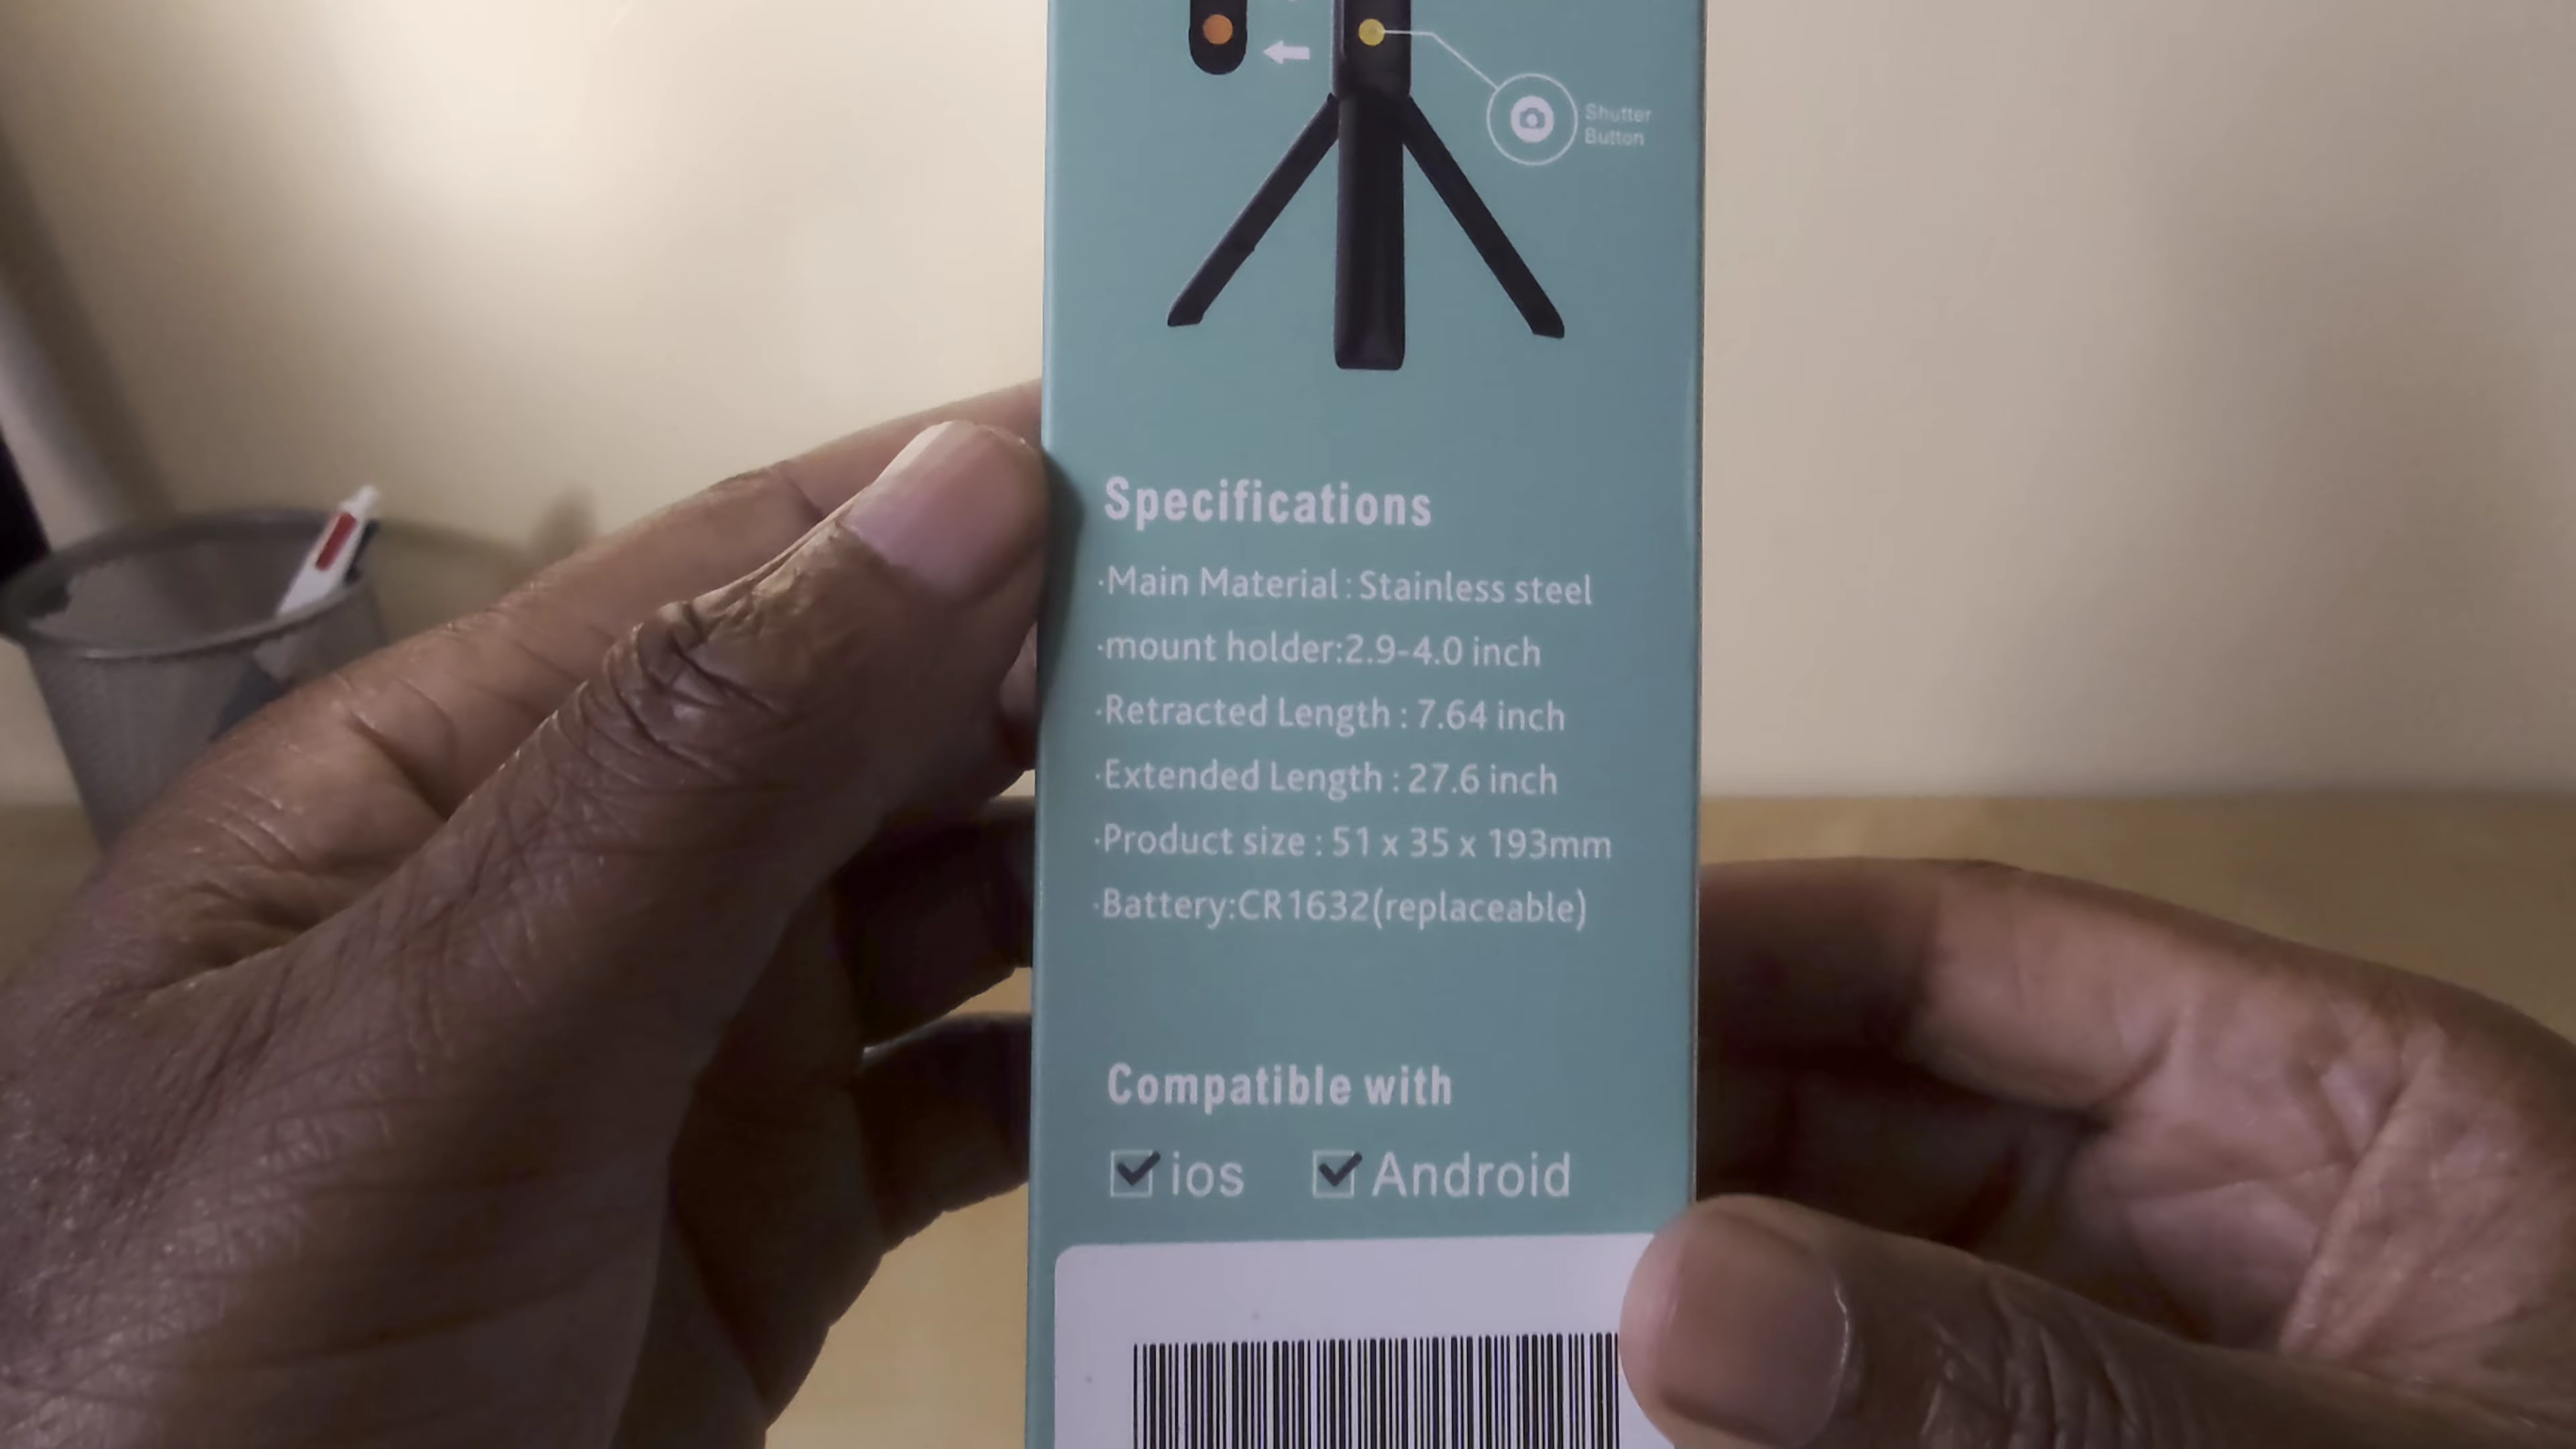 Shutter
Button
Specifications
·Main Material : Stainless steel
·mount holder:2.9-4.0 inch
·Retracted Length : 7.64 inch
·Extended Length : 27.6 inch
·Product size : 51 x 35 x 193mm
·Battery:CR1632(replaceable)
Compatible with
ios Android